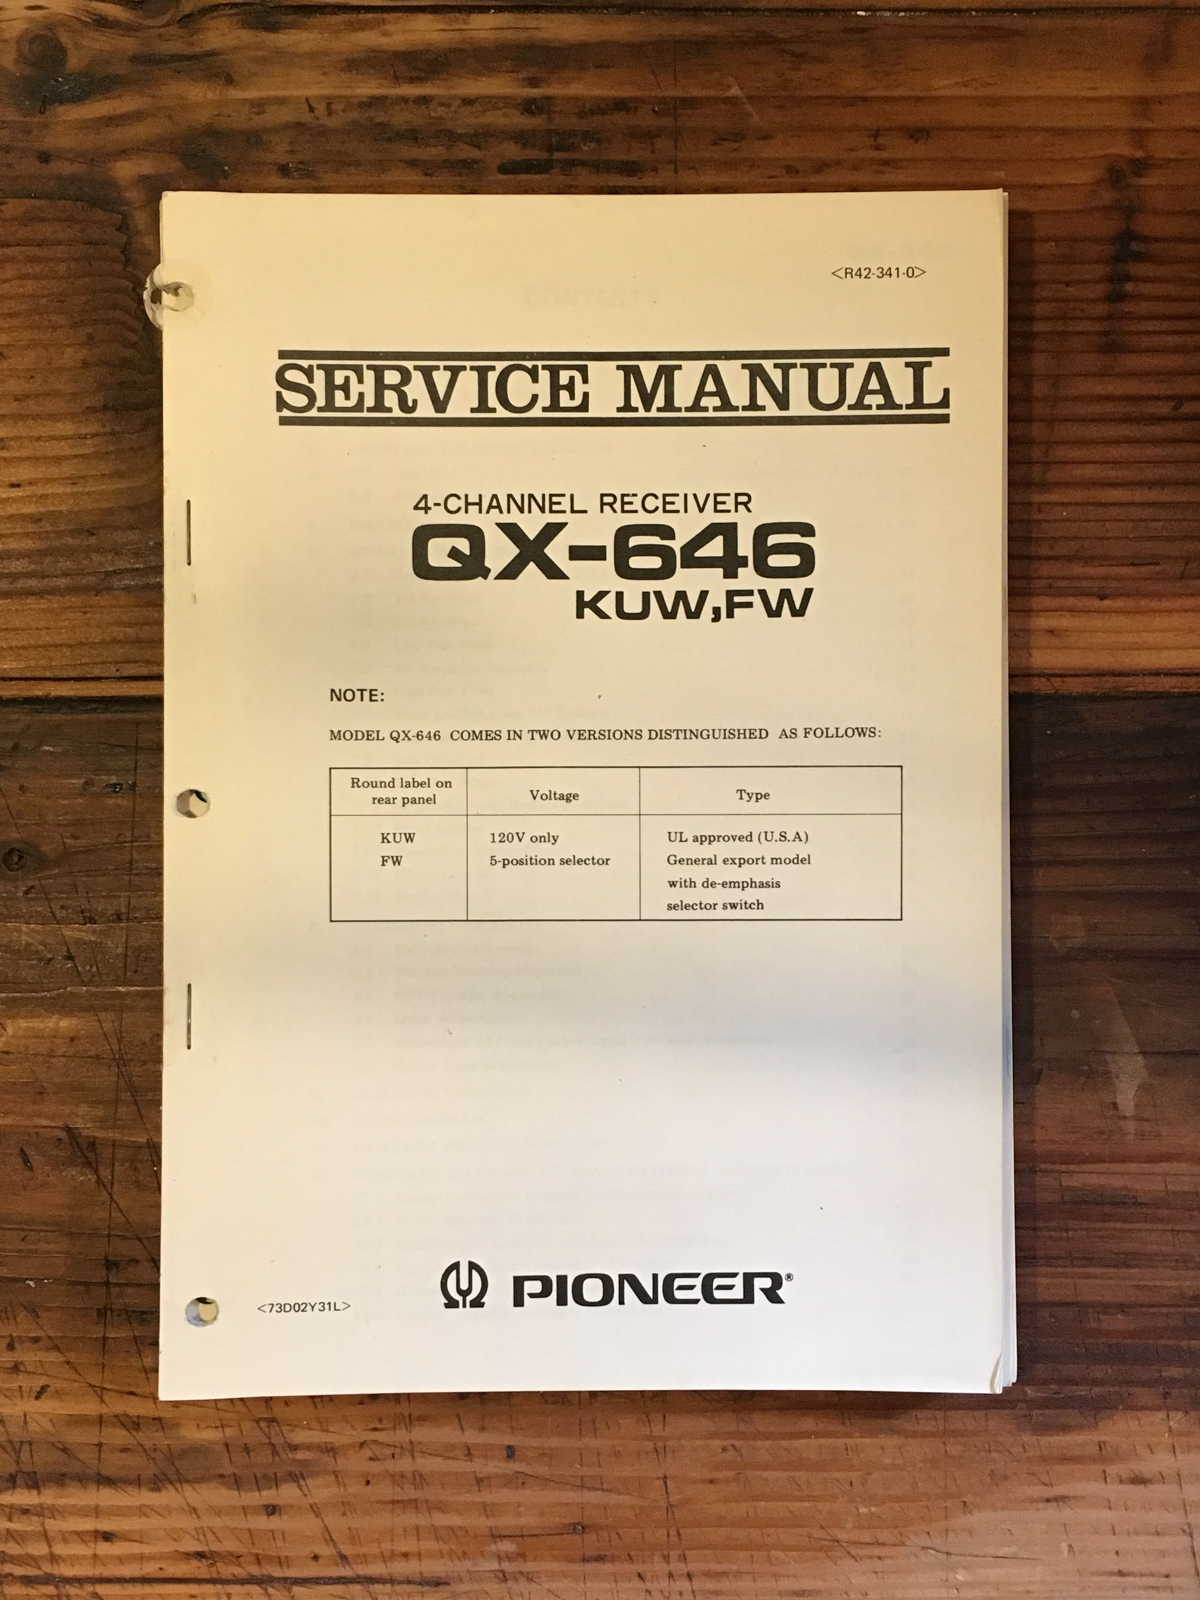 <R42-341-0>
SERVICE MANUAL
4-CHANNEL RECEIVER
QX-646
KUW,FW
NOTE:
MODEL QX-646 COMES IN TWO VERSIONS DISTINGUISHED AS FOLLOWS:
Round label on
rear panel
Voltage
Type
KUW
120V only
UL approved (U.S.A)
FW
5-position selector
General export model
with de-emphasis
selector switch
PIONEER®
<73D02Y31L>